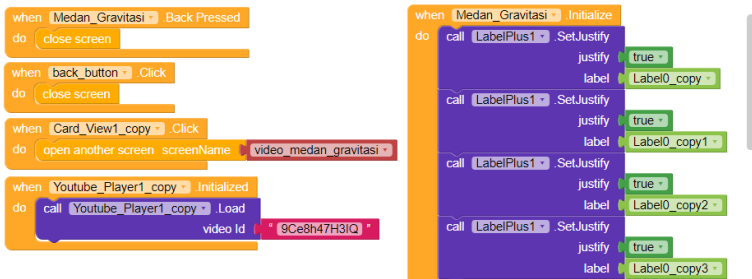 when Medan_Gravitasi .Back Pressed
do close screen
when back_button .Click
do close screen
when Card_View1_copy .Click
do open another screen screenName video_medan_gravitasi
when Youtube_Player1_copy .Initialized
do call Youtube_Player1_copy .Load
video Id " 9Ce8h47H3IQ "
when Medan_Gravitasi .Initialize
do call LabelPlus1 .SetJustify
justify true
label Label0_copy
call LabelPlus1 .SetJustify
justify true
label Label0_copy1
call LabelPlus1 .SetJustify
justify true
label Label0_copy2
call LabelPlus1 .SetJustify
justify true
label Label0_copy3